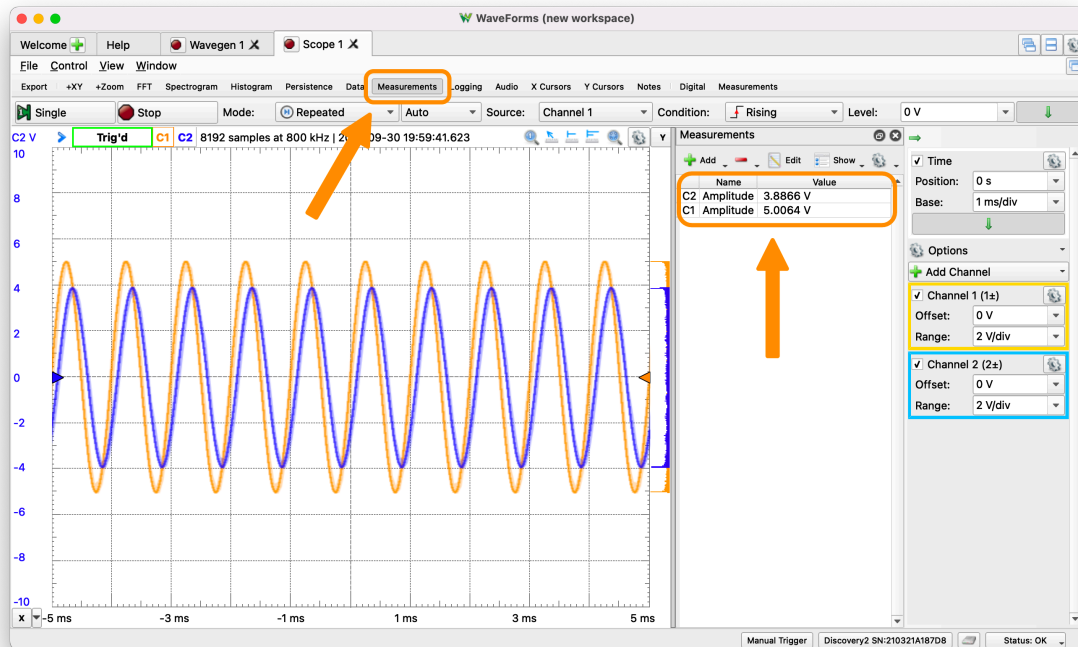 WaveForms (new workspace)
Welcome Help Wavegen 1 X Scope 1 X
File Control View Window
Export +XY +Zoom FFT Spectrogram Histogram Persistence Data Measurements ogging Audio X Cursors Y Cursors Notes Digital Measurements
Single Stop Mode: Repeated Auto Source: Channel 1 Condition: Rising Level: 0 V
C2 V Trig'd C1 C2 8192 samples at 800 kHz | 09-30 19:59:41.623 Y
Measurements
Add Edit Show
Name Value
C2 Amplitude 3.8866 V
C1 Amplitude 5.0064 V
Time
Position: 0 s
Base: 1 ms/div
Options
Add Channel
Channel 1 (1±)
Offset: 0 V
Range: 2 V/div
Channel 2 (2±)
Offset: 0 V
Range: 2 V/div
10
8
6
4
2
0
-2
-4
-6
-8
-10
X -5 ms -3 ms -1 ms 1 ms 3 ms 5 ms
Manual Trigger Discovery2 SN:210321A187D8 Status: OK